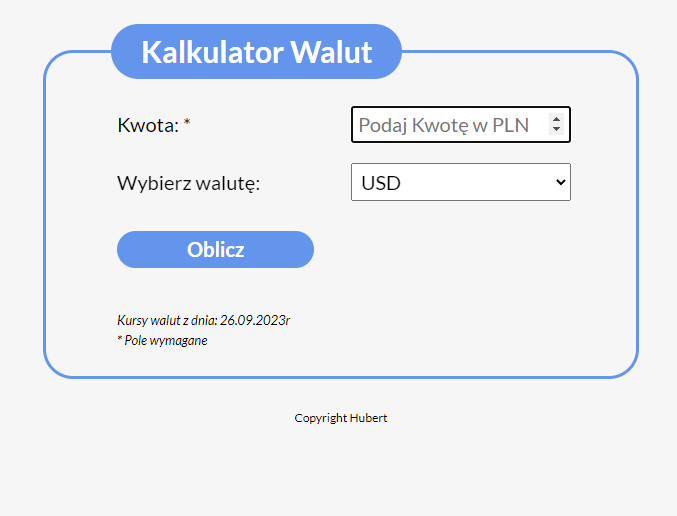 Kalkulator Walut
Kwota: *
Podaj Kwotę w PLN
Wybierz walutę:
USD
Oblicz
Kursy walut z dnia: 26.09.2023r
* Pole wymagane
Copyright Hubert